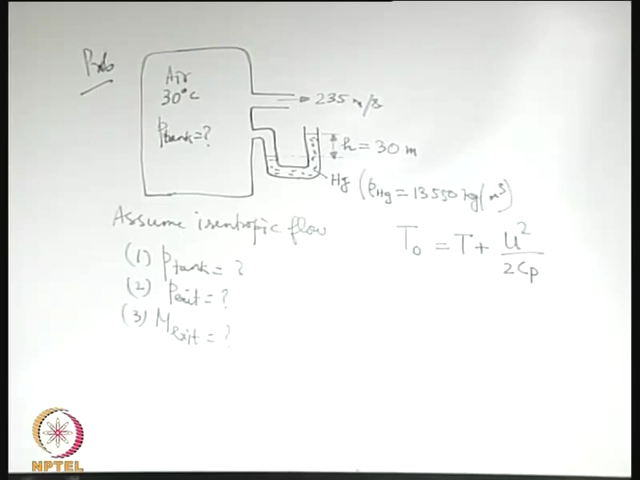 Prob
Air
30°C
Ptank = ?
235 m/s
h = 30 m
Hg (ρHg = 13550 kg/m³)
Assume isentropic flow
T₀ = T + u²/2Cp
(1) Ptank = ?
(2) Pexit = ?
(3) Mexit = ?
NPTEL